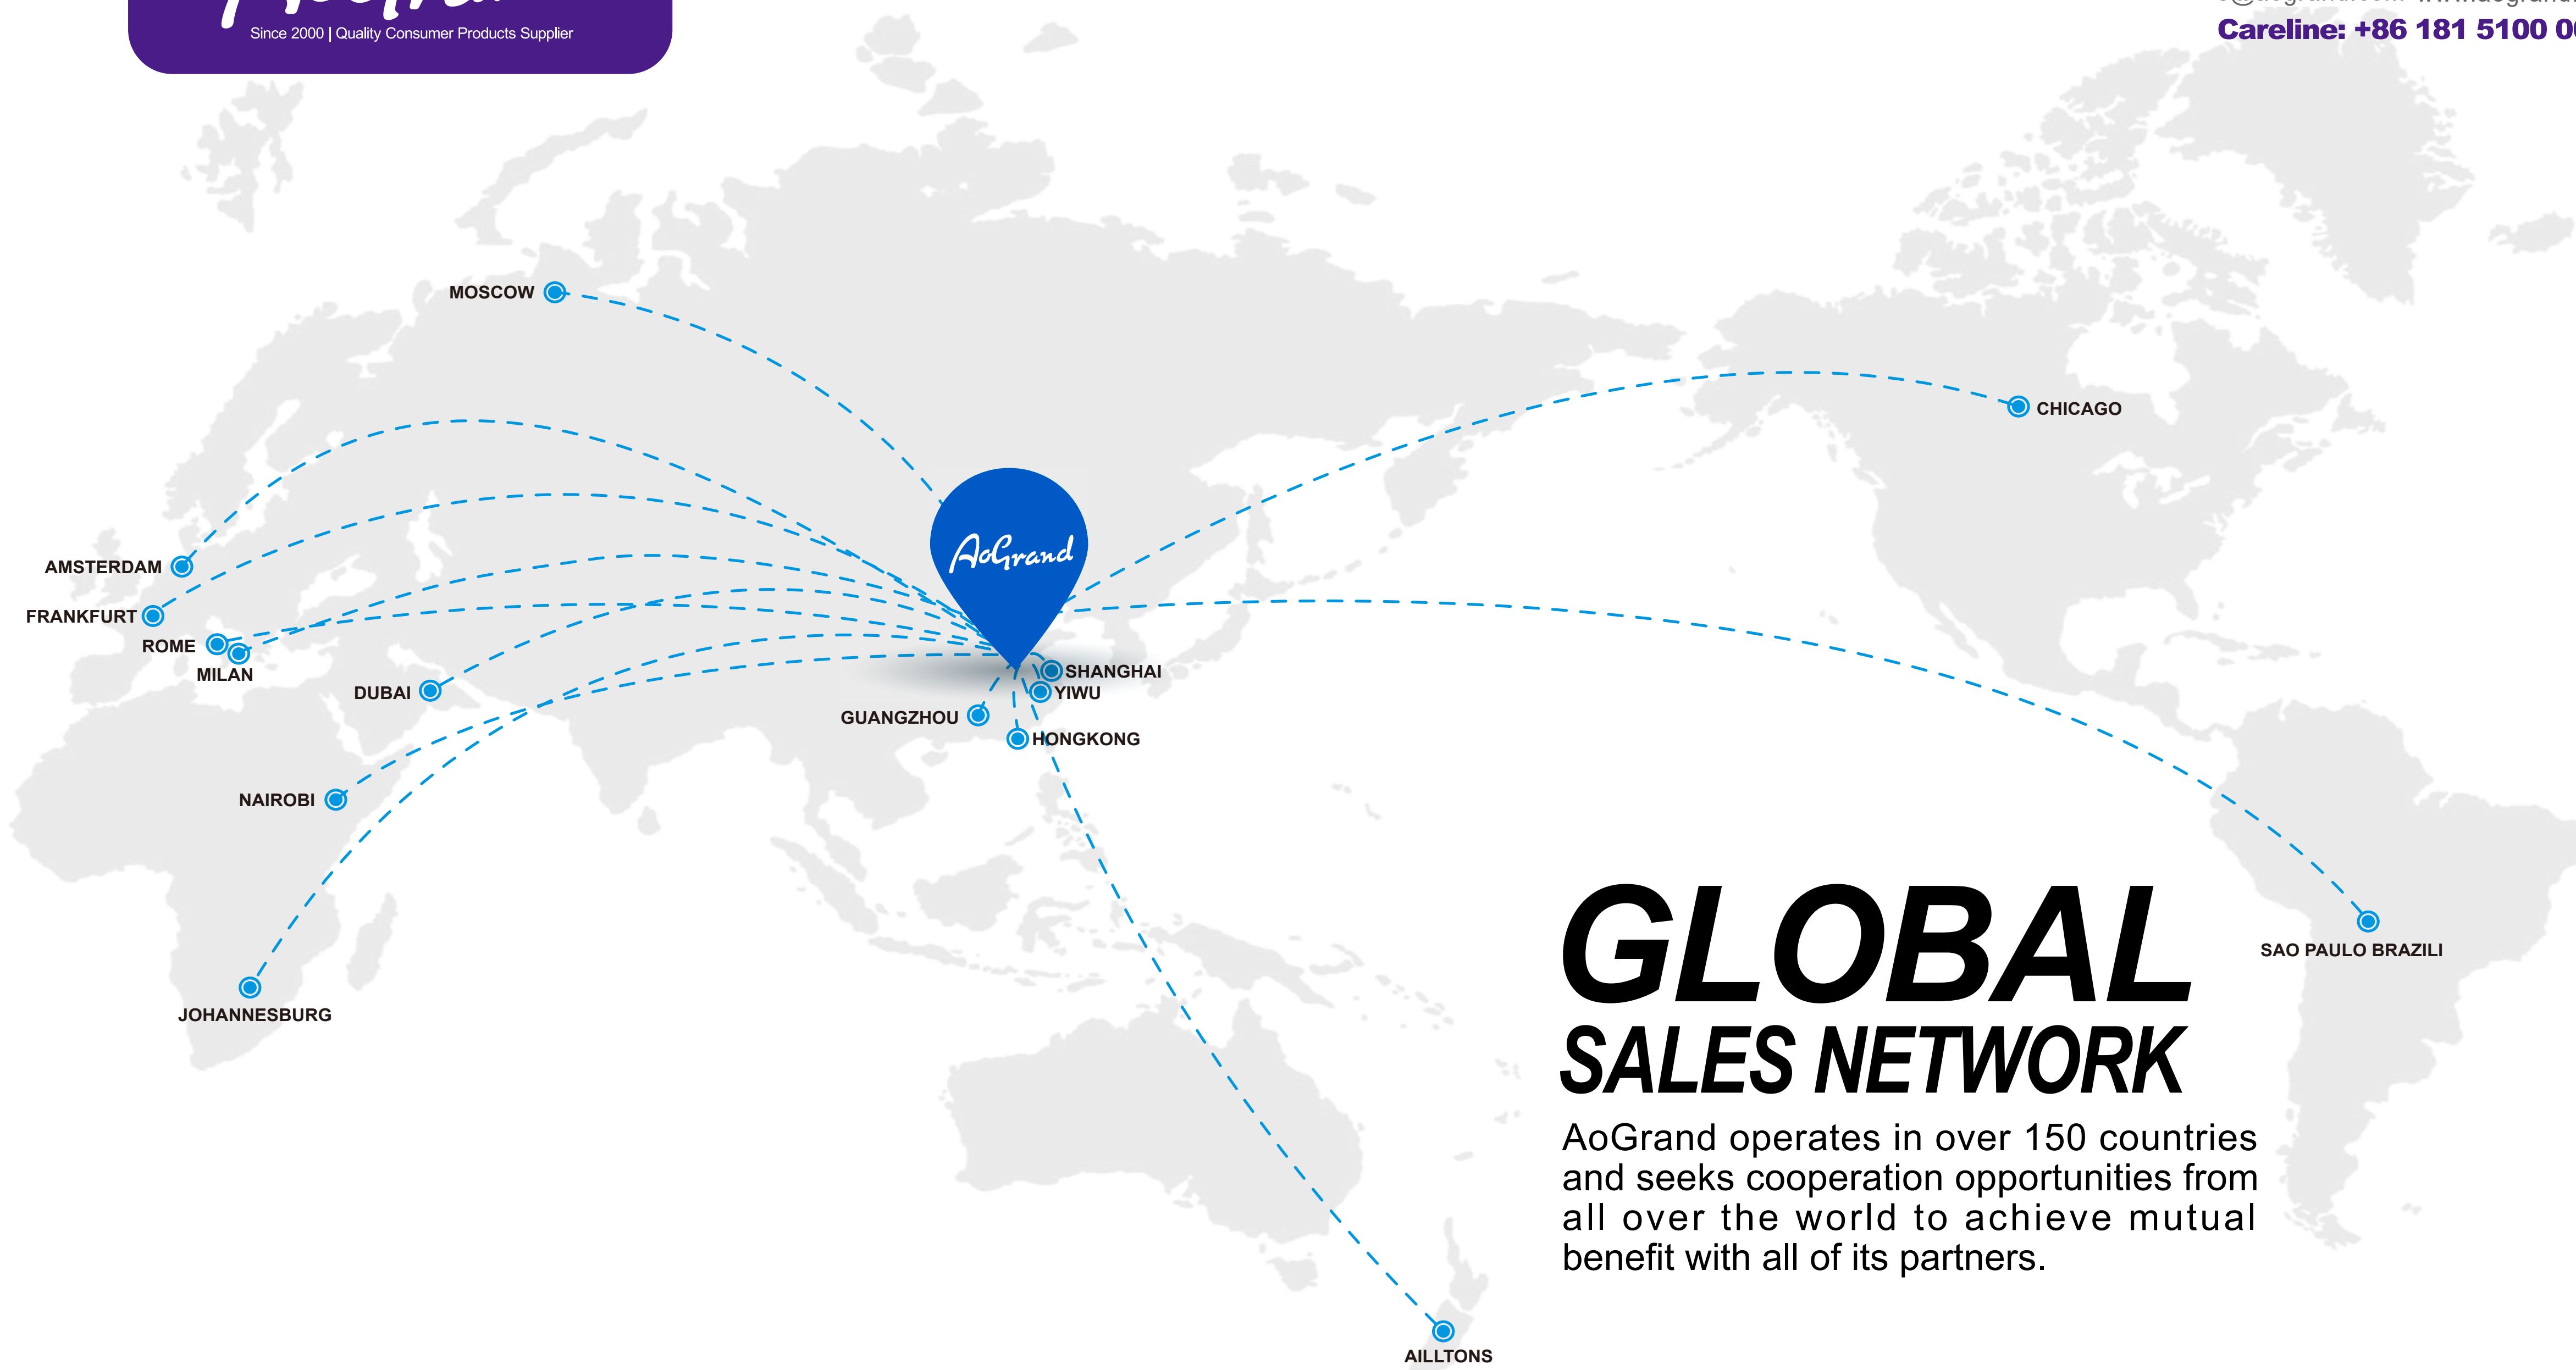 Since 2000 | Quality Consumer Products Supplier
Careline: +86 181 5100
MOSCOW
CHICAGO
AoGrand
AMSTERDAM
FRANKFURT
ROME
MILAN
DUBAI
SHANGHAI
YIWU
GUANGZHOU
HONGKONG
NAIROBI
JOHANNESBURG
SAO PAULO BRAZILI
GLOBAL
SALES NETWORK
AoGrand operates in over 150 countries
and seeks cooperation opportunities from
all over the world to achieve mutual
benefit with all of its partners.
AILLTONS